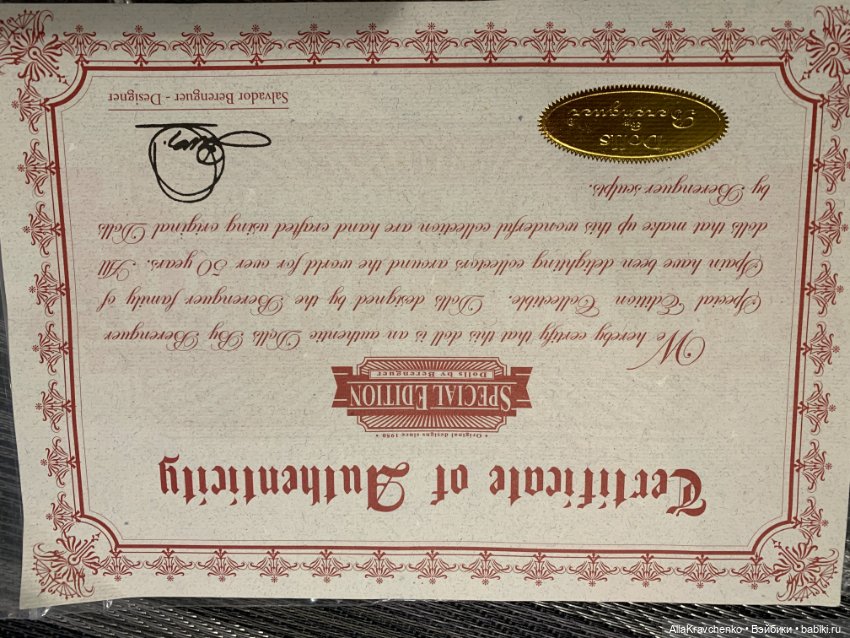 Certificate of Authenticity
• Original designs since 1950 •
SPECIAL EDITION
Dolls by Berenguer
We hereby certify that this doll is an authentic Dolls By Berenguer
Special Edition Collectible. Dolls designed by the Berenguer family of
Spain have been delighting collectors around the world for over 50 years. All
dolls that make up this wonderful collection are hand crafted using original Dolls
by Berenguer sculpts.
Dolls
By
Berenguer
Salvador Berenguer - Designer
AllaKravchenko • Бэйбики • babiki.ru